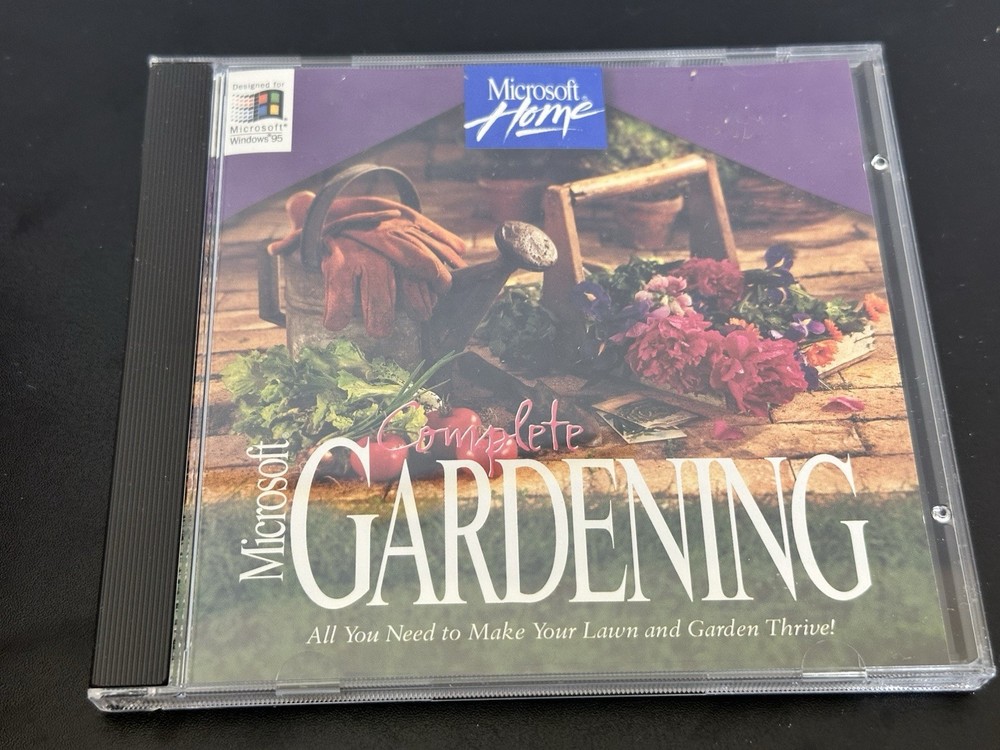 Designed for
Microsoft®
Windows®95
Microsoft®
Home
Microsoft
Complete
GARDENING
All You Need to Make Your Lawn and Garden Thrive!